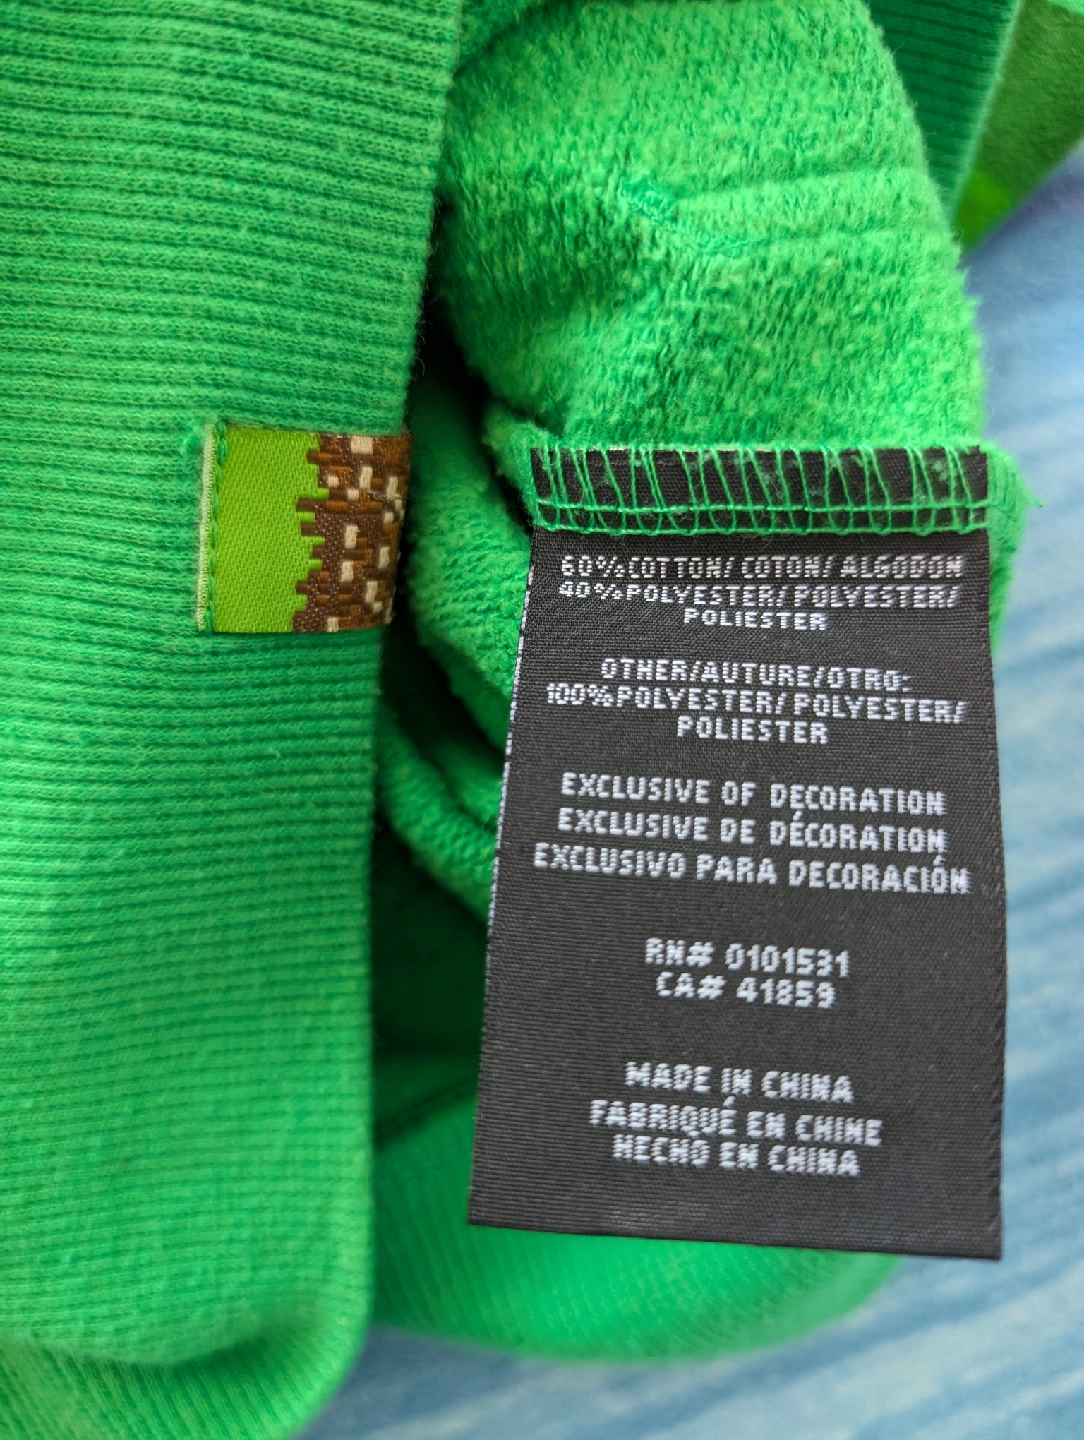 60% COTTON/ COTON/ ALGODON
40% POLYESTER/ POLYESTER/
POLIESTER
OTHER/AUTURE/OTRO:
100% POLYESTER/ POLYESTER/
POLIESTER
EXCLUSIVE OF DECORATION
EXCLUSIVE DE DÉCORATION
EXCLUSIVO PARA DECORACIÓN
RN# 0101531
CA# 41859
MADE IN CHINA
FABRIQUÉ EN CHINE
HECHO EN CHINA